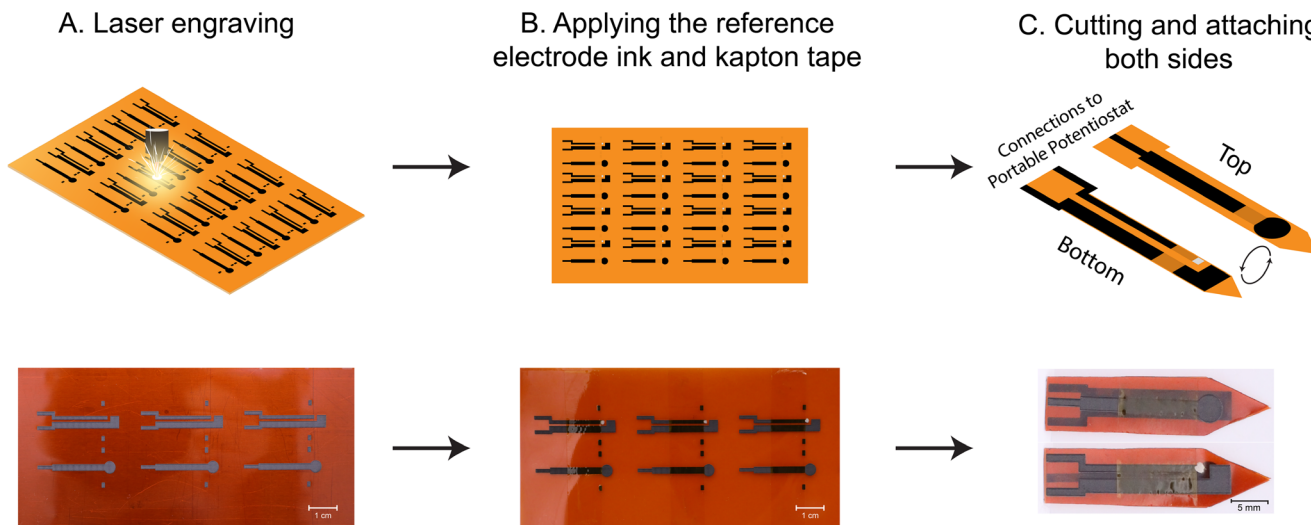 A. Laser engraving
B. Applying the reference
electrode ink and kapton tape
C. Cutting and attaching
both sides
Connections to
Portable Potentiostat
Top
Bottom
1 cm
1 cm
5 mm